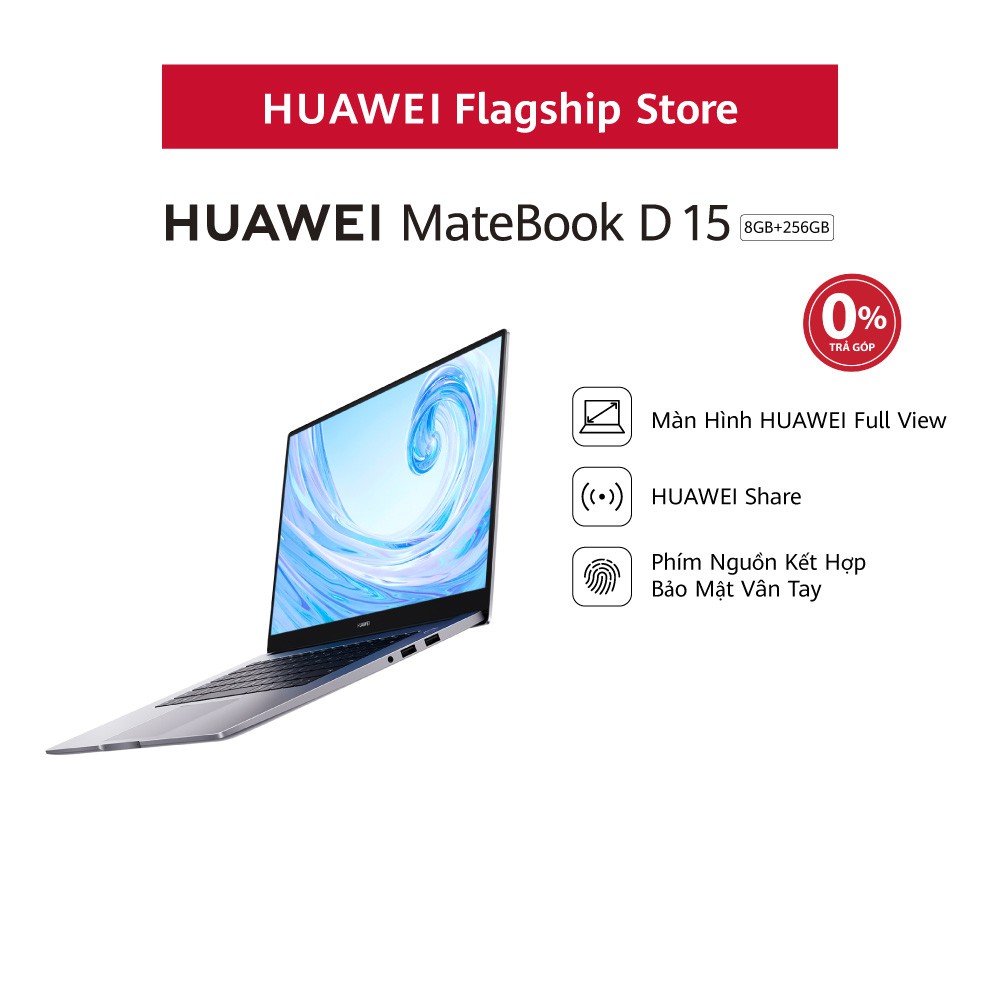 HUAWEI Flagship Store
HUAWEI MateBook D 15 8GB+256GB
0%
TRẢ GÓP
Màn Hình HUAWEI Full View
HUAWEI Share
Phím Nguồn Kết Hợp
Bảo Mật Vân Tay
HUAWEI